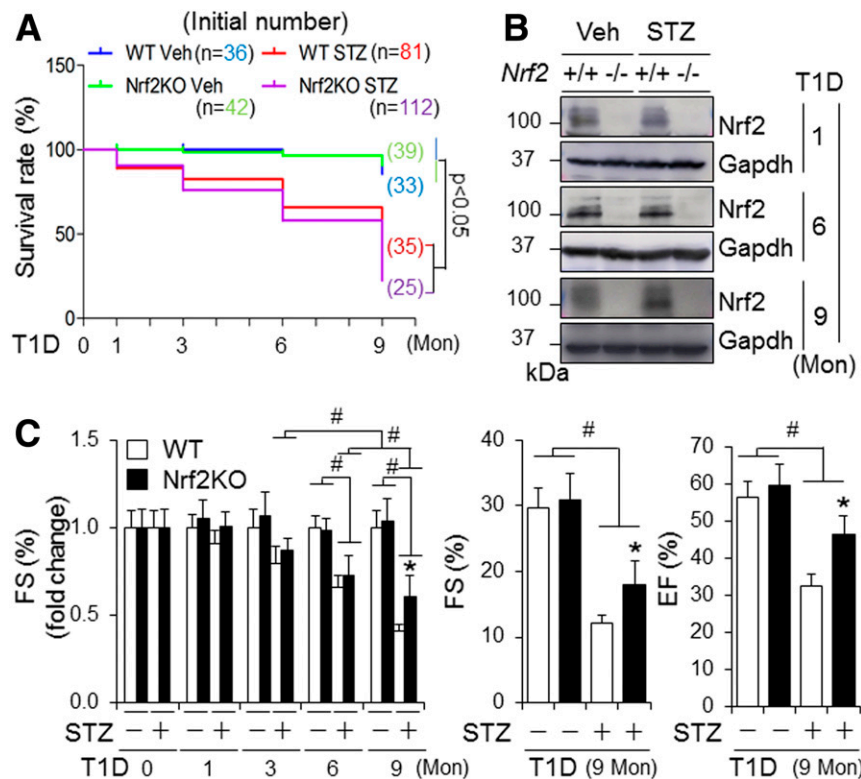 A
(Initial number)
WT Veh (n=36) WT STZ (n=81)
Nrf2KO Veh Nrf2KO STZ
(n=42) (n=112)
Survival rate (%)
150
100
50
0
(39)
(33)
(35)
(25)
p<0.05
T1D 0 1 3 6 9 (Mon)
B
Veh STZ
Nrf2 +/+ -/- +/+ -/- T1D
100 Nrf2
37 Gapdh
1
100 Nrf2
37 Gapdh
6
100 Nrf2
37 Gapdh
9
kDa (Mon)
C
WT
Nrf2KO
FS (%)
(fold change)
1.5
1.0
0.5
0.0
# # # # # *
STZ − + − + − + − + − +
T1D 0 1 3 6 9 (Mon)
FS (%)
40
30
20
10
0
#
*
− − + +
T1D (9 Mon)
EF (%)
70
60
50
40
30
20
10
0
#
*
− − + +
T1D (9 Mon)